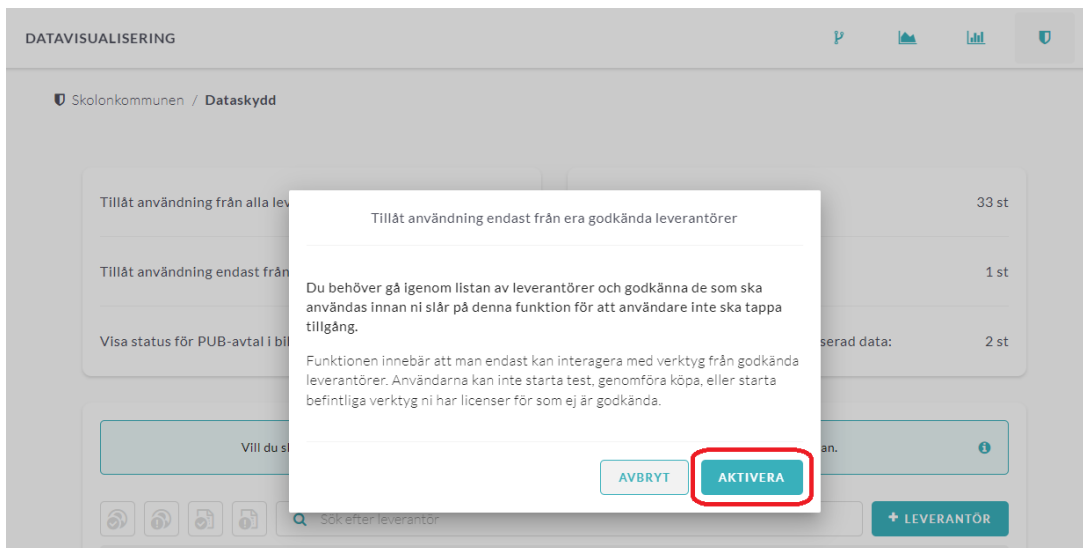 DATAVISUALISERING
Skolonkommunen / Dataskydd
Tillåt användning från alla lev
33 st
Tillåt användning endast från
1 st
Visa status för PUB-avtal i bi
serad data:
2 st
Tillåt användning endast från era godkända leverantörer
Du behöver gå igenom listan av leverantörer och godkänna de som ska
användas innan ni slår på denna funktion för att användare inte ska tappa
tillgång.
Funktionen innebär att man endast kan interagera med verktyg från godkända
leverantörer. Användarna kan inte starta test, genomföra köpa, eller starta
befintliga verktyg ni har licenser för som ej är godkända.
AVBRYT
AKTIVERA
Vill du s
an.
Sök efter leverantör
+ LEVERANTÖR